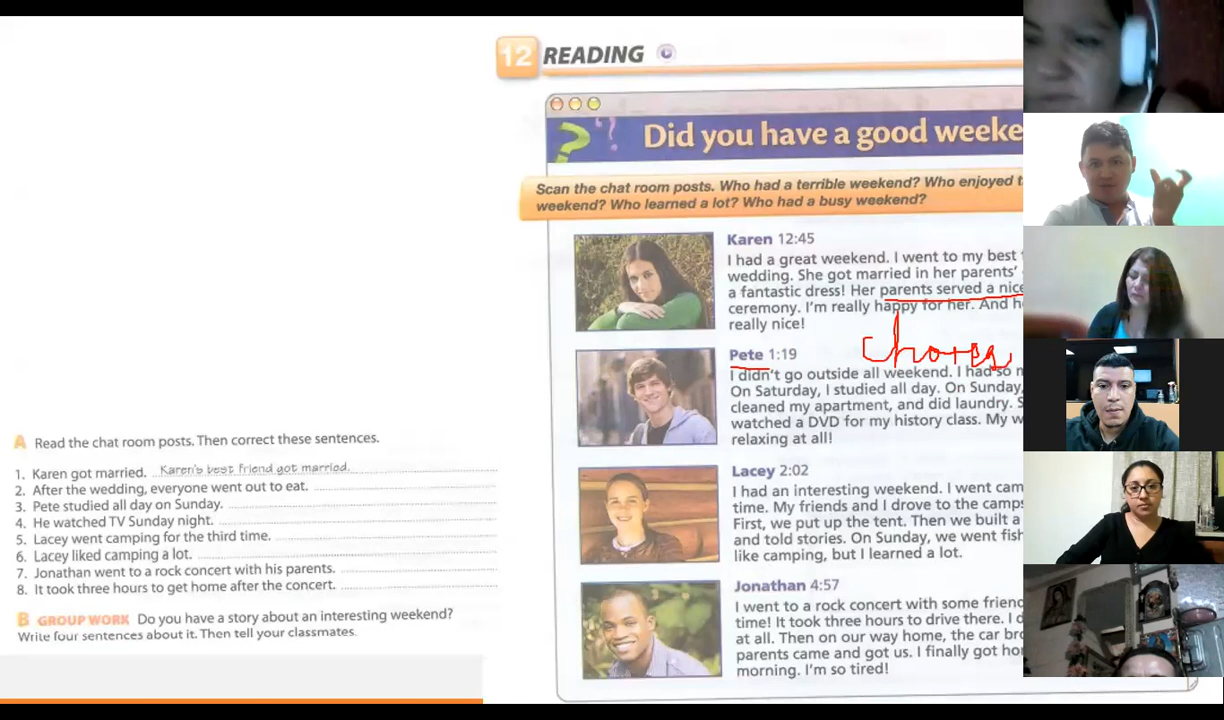 12 READING
Did you have a good
Scan the chat room posts. Who had a terrible weekend? Who enjoyed
weekend? Who learned a lot? Who had a busy weekend?
Karen 12:45
I had a great weekend. I went to my best
wedding. She got married in her parents'
a fantastic dress! Her parents served a nice
ceremony. I'm really happy for her. And
really nice!
chores
Pete 1:19
I didn't go outside all weekend. I had so
On Saturday, I studied all day. On Sunday,
cleaned my apartment, and did laundry.
watched a DVD for my history class. My
relaxing at all!
Lacey 2:02
I had an interesting weekend. I went
time. My friends and I drove to the
First, we put up the tent. Then we built a
and told stories. On Sunday, we went
like camping, but I learned a lot.
Jonathan 4:57
I went to a rock concert with some
time! It took three hours to drive there. I
at all. Then on our way home, the car
parents came and got us. I finally got
morning. I'm so tired!
A Read the chat room posts. Then correct these sentences.
1. Karen got married. Karen's best friend got married.
2. After the wedding, everyone went out to eat.
3. Pete studied all day on Sunday.
4. He watched TV Sunday night.
5. Lacey went camping for the third time.
6. Lacey liked camping a lot.
7. Jonathan went to a rock concert with his parents.
8. It took three hours to get home after the concert.
B GROUP WORK Do you have a story about an interesting weekend?
Write four sentences about it. Then tell your classmates.